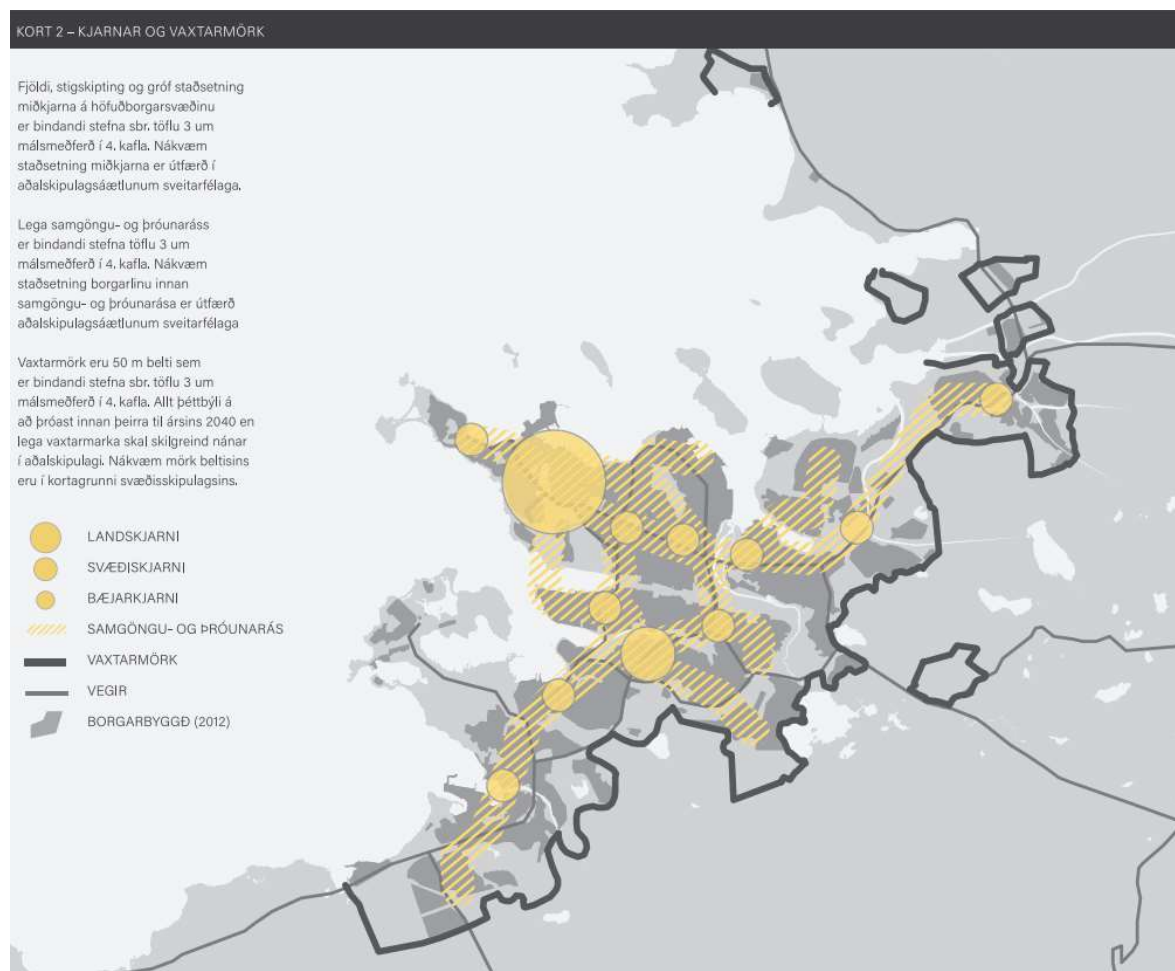 KORT 2 – KJARNAR OG VAXTARMÖRK
Fjöldi, stigskipting og gróf staðsetning
miðkjarna á höfuðborgarsvæðinu
er bindandi stefna sbr. töflu 3 um
málsmeðferð í 4. kafla. Nákvæm
staðsetning miðkjarna er útfærð í
aðalskipulagsáætlunum sveitarfélaga.
Lega samgöngu- og þróunaráss
er bindandi stefna töflu 3 um
málsmeðferð í 4. kafla. Nákvæm
staðsetning borgarlínu innan
samgöngu- og þróunarása er útfærð
aðalskipulagsáætlunum sveitarfélaga
Vaxtarmörk eru 50 m belti sem
er bindandi stefna sbr. töflu 3 um
málsmeðferð í 4. kafla. Allt þéttbýli á
að þróast innan þeirra til ársins 2040 en
lega vaxtarmarka skal skilgreind nánar
í aðalskipulagi. Nákvæm mörk beltisins
eru í kortagrunni svæðisskipulagsins.
LANDSKJARNI
SVÆÐISKJARNI
BÆJARKJARNI
SAMGÖNGU- OG ÞRÓUNARÁS
VAXTARMÖRK
VEGIR
BORGARBYGGÐ (2012)